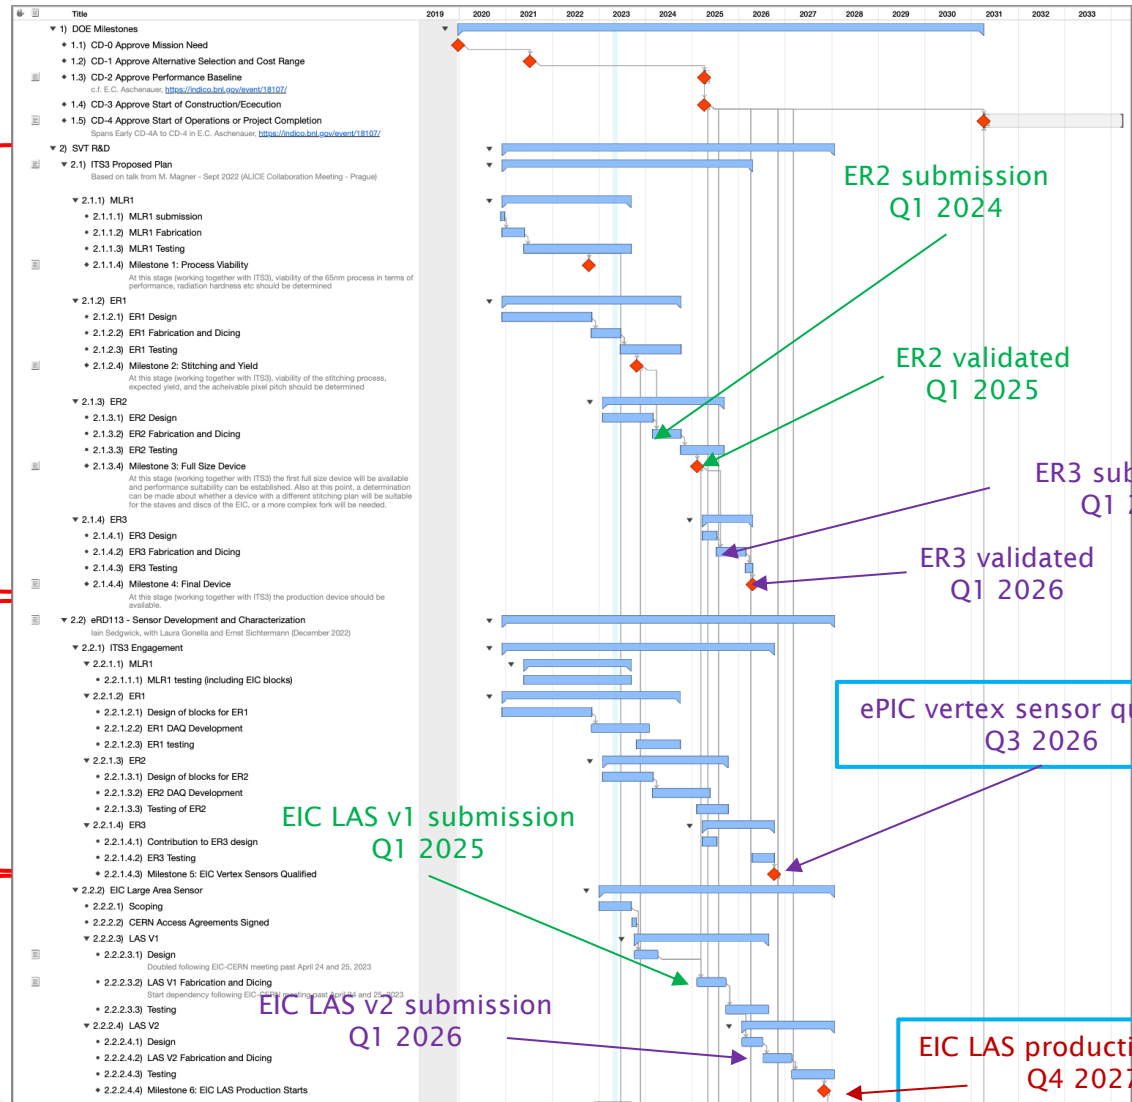 Title 2019 2020 2021 2022 2023 2024 2025 2026 2027 2028 2029 2030 2031 2032 2033
1) DOE Milestones
1.1) CD-0 Approve Mission Need
1.2) CD-1 Approve Alternative Selection and Cost Range
1.3) CD-2 Approve Performance Baseline
c.f. E.C. Aschenauer, https://indico.bnl.gov/event/18107/
1.4) CD-3 Approve Start of Construction/Ececution
1.5) CD-4 Approve Start of Operations or Project Completion
Spans Early CD-4A to CD-4 in E.C. Aschenauer, https://indico.bnl.gov/event/18107/
2) SVT R&D
2.1) ITS3 Proposed Plan
Based on talk from M. Magner - Sept 2022 (ALICE Collaboration Meeting - Prague)
ER2 submission
Q1 2024
2.1.1) MLR1
2.1.1.1) MLR1 submission
2.1.1.2) MLR1 Fabrication
2.1.1.3) MLR1 Testing
2.1.1.4) Milestone 1: Process Viability
At this stage (working together with ITS3), viability of the 65nm process in terms of
performance, radiation hardness etc should be determined
2.1.2) ER1
2.1.2.1) ER1 Design
2.1.2.2) ER1 Fabrication and Dicing
2.1.2.3) ER1 Testing
2.1.2.4) Milestone 2: Stitching and Yield
At this stage (working together with ITS3), viability of the stitching process,
expected yield, and the acheivable pixel pitch should be determined
ER2 validated
Q1 2025
2.1.3) ER2
2.1.3.1) ER2 Design
2.1.3.2) ER2 Fabrication and Dicing
2.1.3.3) ER2 Testing
2.1.3.4) Milestone 3: Full Size Device
At this stage (working together with ITS3) the first full size device will be available
and performance suitability can be established. Also at this point, a determination
can be made about whether a device with a different stitching plan will be suitable
for the staves and discs of the EIC, or a more complex fork will be needed.
ER3 sub
Q1
2.1.4) ER3
2.1.4.1) ER3 Design
2.1.4.2) ER3 Fabrication and Dicing
2.1.4.3) ER3 Testing
2.1.4.4) Milestone 4: Final Device
At this stage (working together with ITS3) the production device should be
available.
ER3 validated
Q1 2026
2.2) eRD113 - Sensor Development and Characterization
Iain Sedgwick, with Laura Gonella and Ernst Sichtermann (December 2022)
2.2.1) ITS3 Engagement
2.2.1.1) MLR1
2.2.1.1.1) MLR1 testing (including EIC blocks)
2.2.1.2) ER1
2.2.1.2.1) Design of blocks for ER1
2.2.1.2.2) ER1 DAQ Development
2.2.1.2.3) ER1 testing
ePIC vertex sensor qu
Q3 2026
2.2.1.3) ER2
2.2.1.3.1) Design of blocks for ER2
2.2.1.3.2) ER2 DAQ Development
2.2.1.3.3) Testing of ER2
EIC LAS v1 submission
Q1 2025
2.2.1.4) ER3
2.2.1.4.1) Contribution to ER3 design
2.2.1.4.2) ER3 Testing
2.2.1.4.3) Milestone 5: EIC Vertex Sensors Qualified
2.2.2) EIC Large Area Sensor
2.2.2.1) Scoping
2.2.2.2) CERN Access Agreements Signed
2.2.2.3) LAS V1
2.2.2.3.1) Design
Doubled following EIC-CERN meeting past April 24 and 25, 2023
2.2.2.3.2) LAS V1 Fabrication and Dicing
Start dependency following EIC-CERN meeting past April 24 and 25, 2023
EIC LAS v2 submission
Q1 2026
2.2.2.3.3) Testing
2.2.2.4) LAS V2
2.2.2.4.1) Design
2.2.2.4.2) LAS V2 Fabrication and Dicing
2.2.2.4.3) Testing
2.2.2.4.4) Milestone 6: EIC LAS Production Starts
EIC LAS producti
Q4 2027